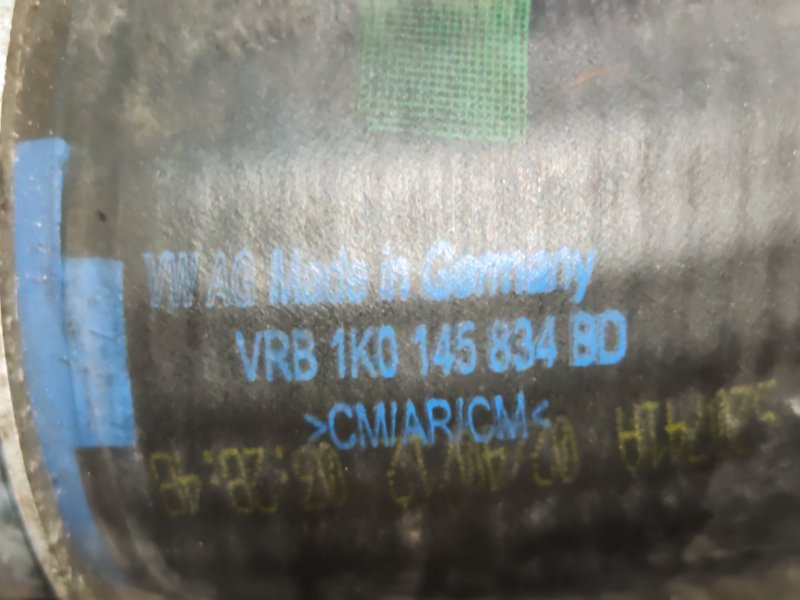 VW AG Made in Germany
VRB 1K0 145 834 BD
>CM/AR/CM<